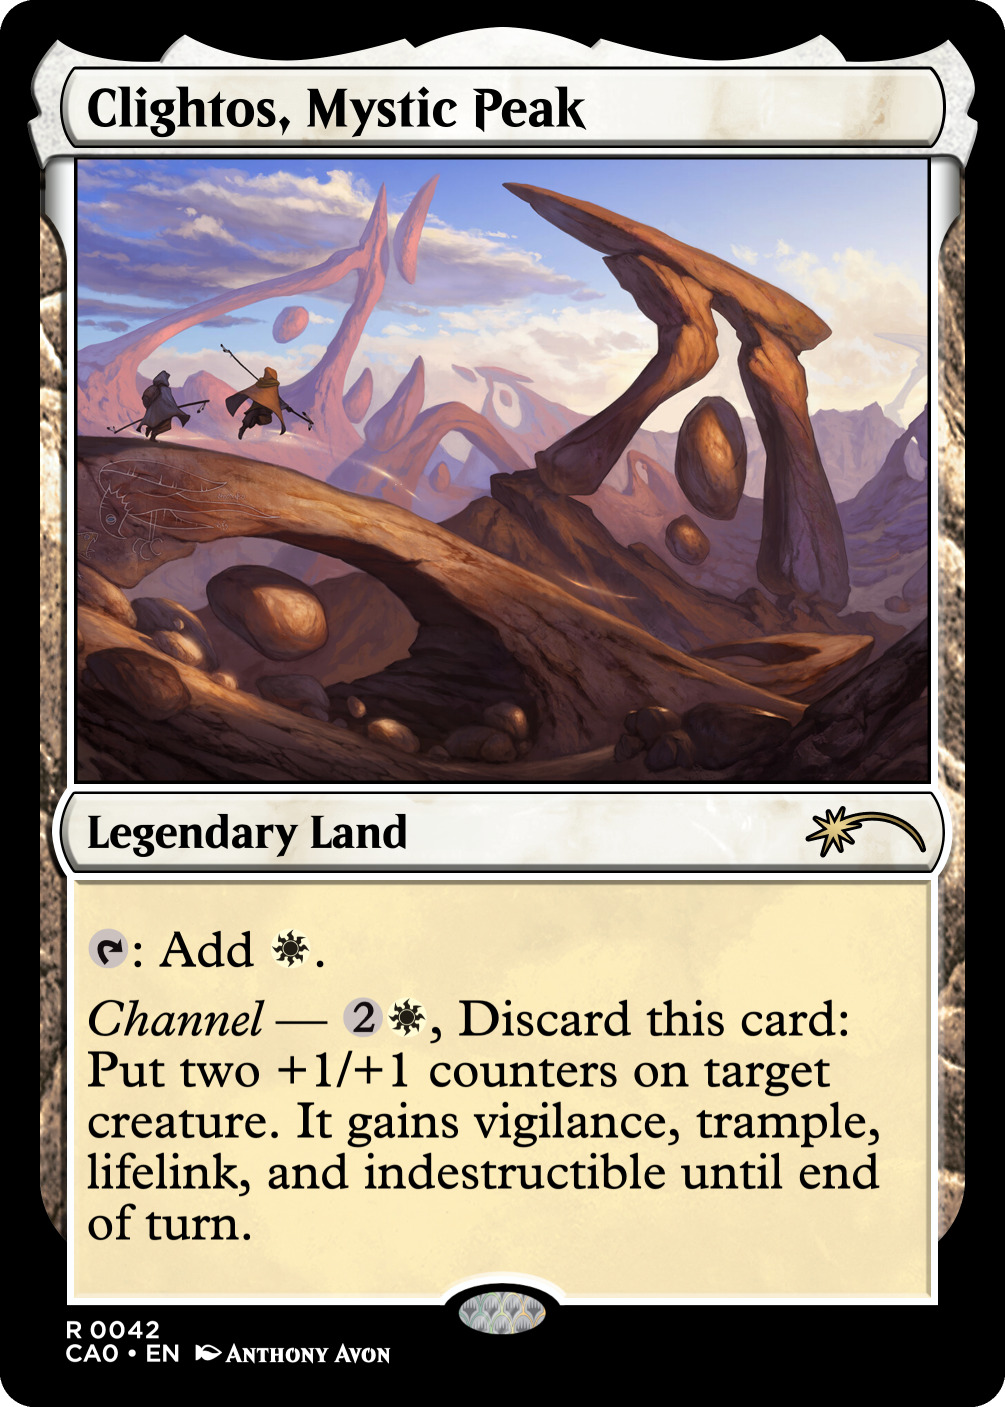 Clightos, Mystic Peak
Legendary Land
: Add .
Channel — 2, Discard this card:
Put two +1/+1 counters on target
creature. It gains vigilance, trample,
lifelink, and indestructible until end
of turn.
R 0042
CAO • EN Anthony Avon